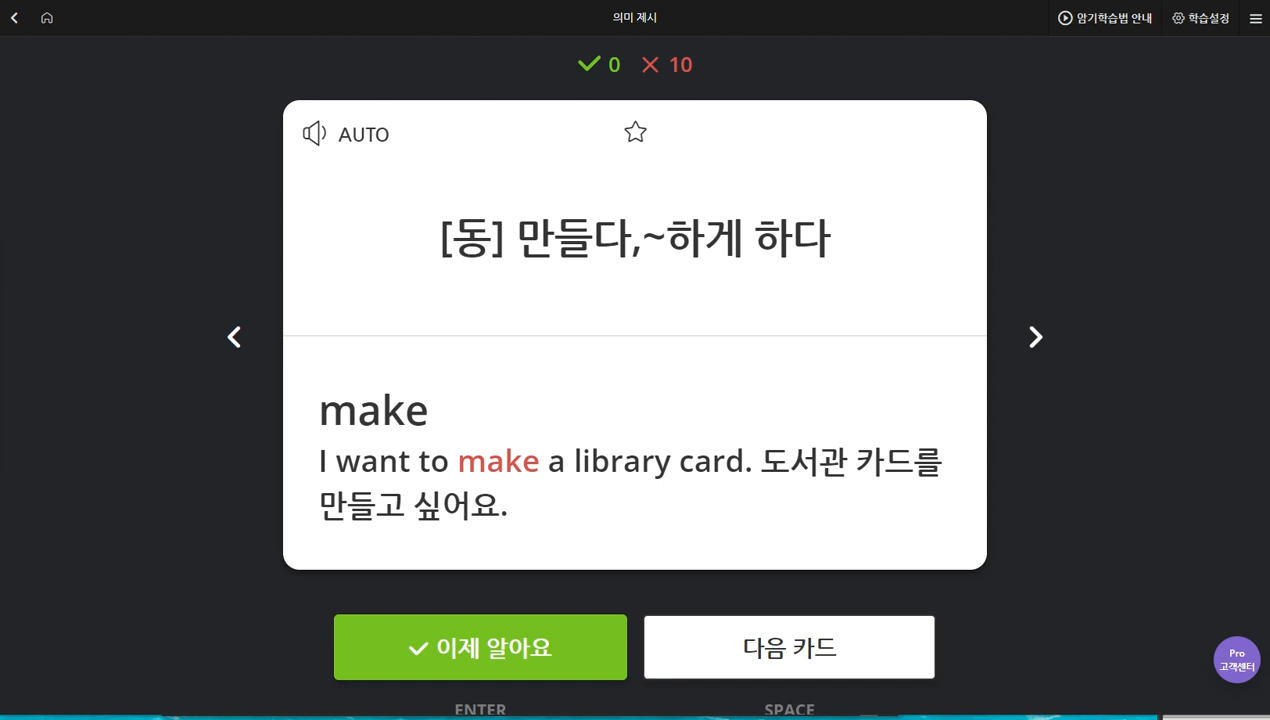 의미 제시
암기학습법 안내
학습설정
0
10
AUTO
[동] 만들다,~하게 하다
make
I want to make a library card. 도서관 카드를
만들고 싶어요.
이제 알아요
다음 카드
Pro
고객센터
ENTER
SPACE